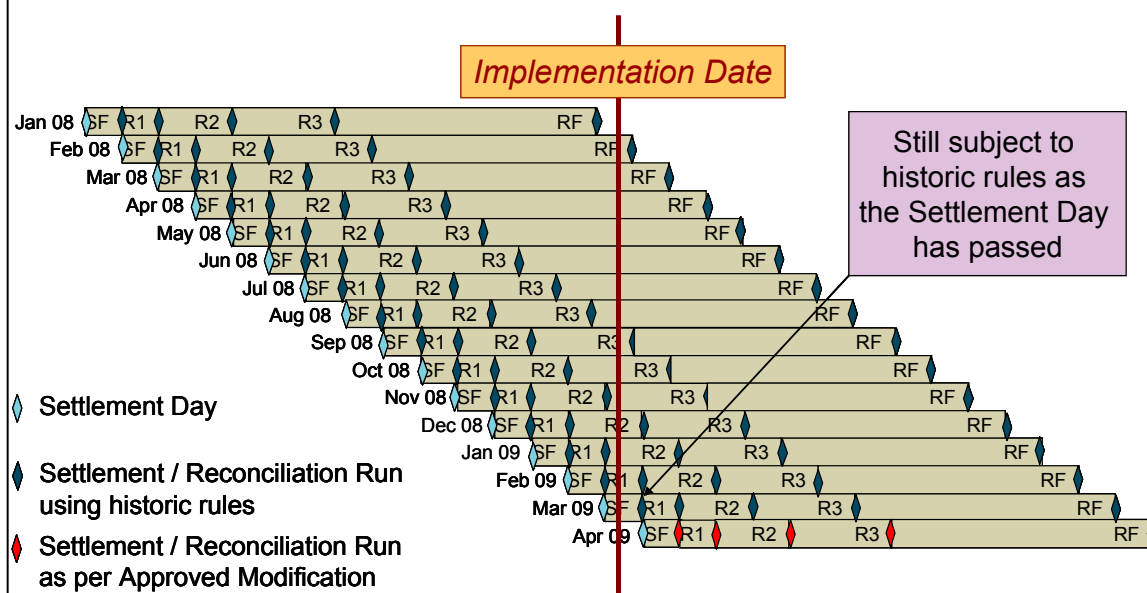 Implementation Date
Jan 08 SF R1 R2 R3 RF
Feb 08 SF R1 R2 R3 RF
Mar 08 SF R1 R2 R3 RF
Apr 08 SF R1 R2 R3 RF
May 08 SF R1 R2 R3 RF
Jun 08 SF R1 R2 R3 RF
Jul 08 SF R1 R2 R3 RF
Aug 08 SF R1 R2 R3 RF
Sep 08 SF R1 R2 R3 RF
Oct 08 SF R1 R2 R3 RF
Nov 08 SF R1 R2 R3 RF
Dec 08 SF R1 R2 R3 RF
Jan 09 SF R1 R2 R3 RF
Feb 09 SF R1 R2 R3 RF
Mar 09 SF R1 R2 R3 RF
Apr 09 SF R1 R2 R3 RF
Still subject to
historic rules as
the Settlement Day
has passed
Settlement Day
Settlement / Reconciliation Run
using historic rules
Settlement / Reconciliation Run
as per Approved Modification